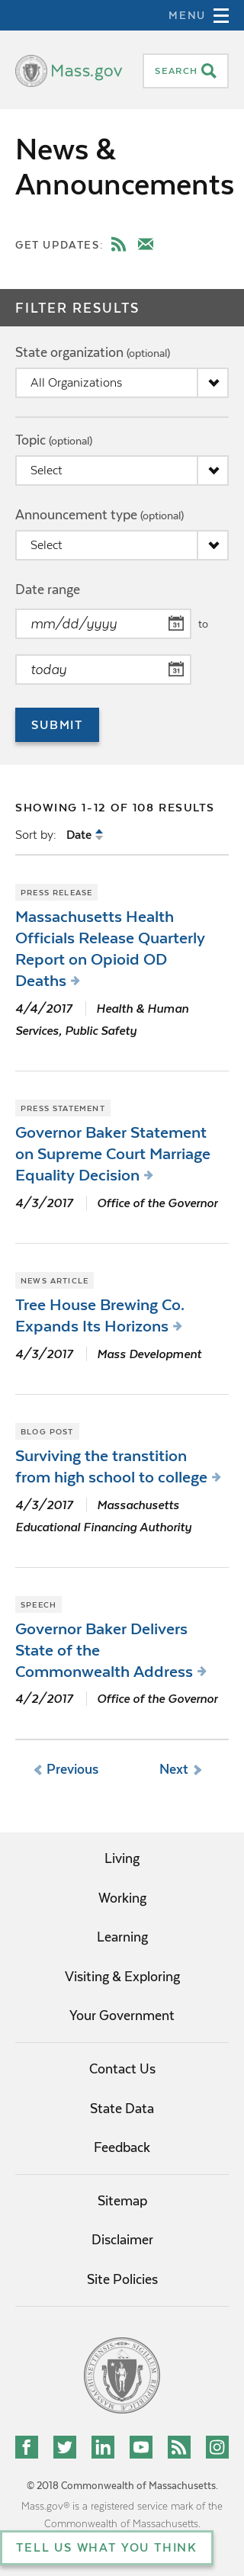 MENU
Mass.gov
SEARCH
News &
Announcements
GET UPDATES:
FILTER RESULTS
State organization (optional)
All Organizations
Topic (optional)
Select
Announcement type (optional)
Select
Date range
mm/dd/yyyy
31
to
today
31
SUBMIT
SHOWING 1-12 OF 108 RESULTS
Sort by: Date
PRESS RELEASE
Massachusetts Health
Officials Release Quarterly
Report on Opioid OD
Deaths
4/4/2017 Health & Human
Services, Public Safety
PRESS STATEMENT
Governor Baker Statement
on Supreme Court Marriage
Equality Decision
4/3/2017 Office of the Governor
NEWS ARTICLE
Tree House Brewing Co.
Expands Its Horizons
4/3/2017 Mass Development
BLOG POST
Surviving the transtition
from high school to college
4/3/2017 Massachusetts
Educational Financing Authority
SPEECH
Governor Baker Delivers
State of the
Commonwealth Address
4/2/2017 Office of the Governor
Previous Next
Living
Working
Learning
Visiting & Exploring
Your Government
Contact Us
State Data
Feedback
Sitemap
Disclaimer
Site Policies
© 2018 Commonwealth of Massachusetts.
Mass.gov® is a registered service mark of the
Commonwealth of Massachusetts.
TELL US WHAT YOU THINK